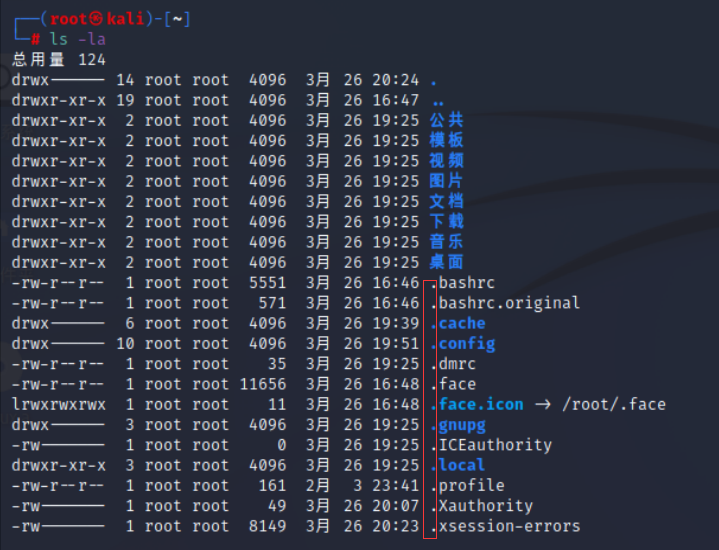 ┌──(root㉿kali)-[~]
└─# ls -la
总用量 124
drwx------ 14 root root  4096  3月 26 20:24 .
drwxr-xr-x 19 root root  4096  3月 26 16:47 ..
drwxr-xr-x  2 root root  4096  3月 26 19:25 公共
drwxr-xr-x  2 root root  4096  3月 26 19:25 模板
drwxr-xr-x  2 root root  4096  3月 26 19:25 视频
drwxr-xr-x  2 root root  4096  3月 26 19:25 图片
drwxr-xr-x  2 root root  4096  3月 26 19:25 文档
drwxr-xr-x  2 root root  4096  3月 26 19:25 下载
drwxr-xr-x  2 root root  4096  3月 26 19:25 音乐
drwxr-xr-x  2 root root  4096  3月 26 19:25 桌面
-rw-r--r--  1 root root  5551  3月 26 16:46 .bashrc
-rw-r--r--  1 root root   571  3月 26 16:46 .bashrc.original
drwx------  6 root root  4096  3月 26 19:39 .cache
drwx------ 10 root root  4096  3月 26 19:51 .config
-rw-r--r--  1 root root    35  3月 26 19:25 .dmrc
-rw-r--r--  1 root root 11656  3月 26 16:48 .face
lrwxrwxrwx  1 root root    11  3月 26 16:48 .face.icon -> /root/.face
drwx------  3 root root  4096  3月 26 19:25 .gnupg
-rw-------  1 root root     0  3月 26 19:25 .ICEauthority
drwxr-xr-x  3 root root  4096  3月 26 19:25 .local
-rw-r--r--  1 root root   161  2月  3 23:41 .profile
-rw-------  1 root root    49  3月 26 20:07 .Xauthority
-rw-------  1 root root  8149  3月 26 20:23 .xsession-errors